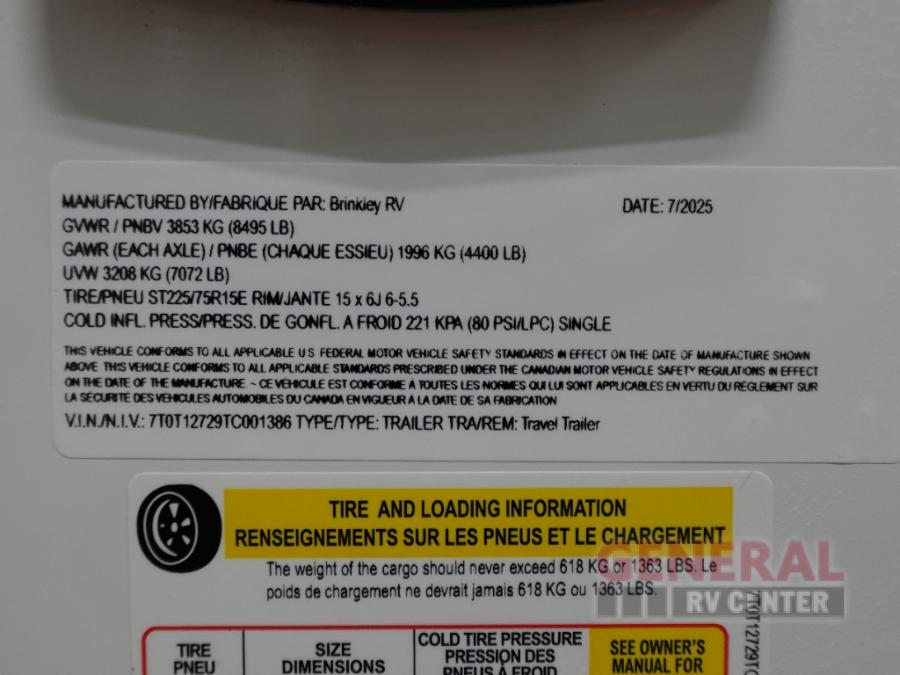 MANUFACTURED BY/FABRIQUE PAR: Brinkley RV DATE: 7/2025
GVWR / PNBV 3853 KG (8495 LB)
GAWR (EACH AXLE) / PNBE (CHAQUE ESSIEU) 1996 KG (4400 LB)
UVW 3208 KG (7072 LB)
TIRE/PNEU ST225/75R15E RIM/JANTE 15 x 6J 6-5.5
COLD INFL. PRESS/PRESS. DE GONFL. A FROID 221 KPA (80 PSI/LPC) SINGLE
THIS VEHICLE CONFORMS TO ALL APPLICABLE U S FEDERAL MOTOR VEHICLE SAFETY STANDARDS IN EFFECT ON THE DATE OF MANUFACTURE SHOWN
ABOVE THIS VEHICLE CONFORMS TO ALL APPLICABLE STANDARDS PRESCRIBED UNDER THE CANADIAN MOTOR VEHICLE SAFETY REGULATIONS IN EFFECT
ON THE DATE OF THE MANUFACTURE. ~ CE VEHICULE EST CONFORME À TOUTES LES NORMES QUI LUI SONT APPLICABLES EN VERTU DU RÈGLEMENT SUR
LA SÉCURITÉ DES VEHICULES AUTOMOBILES DU CANADA EN VIGUEUR À LA DATE DE SA FABRICATION
V.I.N./N.I.V.: 7T0T12729TC001386 TYPE/TYPE: TRAILER TRA/REM: Travel Trailer
TIRE AND LOADING INFORMATION
RENSEIGNEMENTS SUR LES PNEUS ET LE CHARGEMENT
The weight of the cargo should never exceed 618 KG or 1363 LBS. Le
poids de chargement ne devrait jamais 618 KG ou 1363 LBS.
GENERAL
RV CENTER
7T0T12729TC
TIRE
PNEU
SIZE
DIMENSIONS
COLD TIRE PRESSURE
PRESSION DES
PNEUS À FROID
SEE OWNER'S
MANUAL FOR